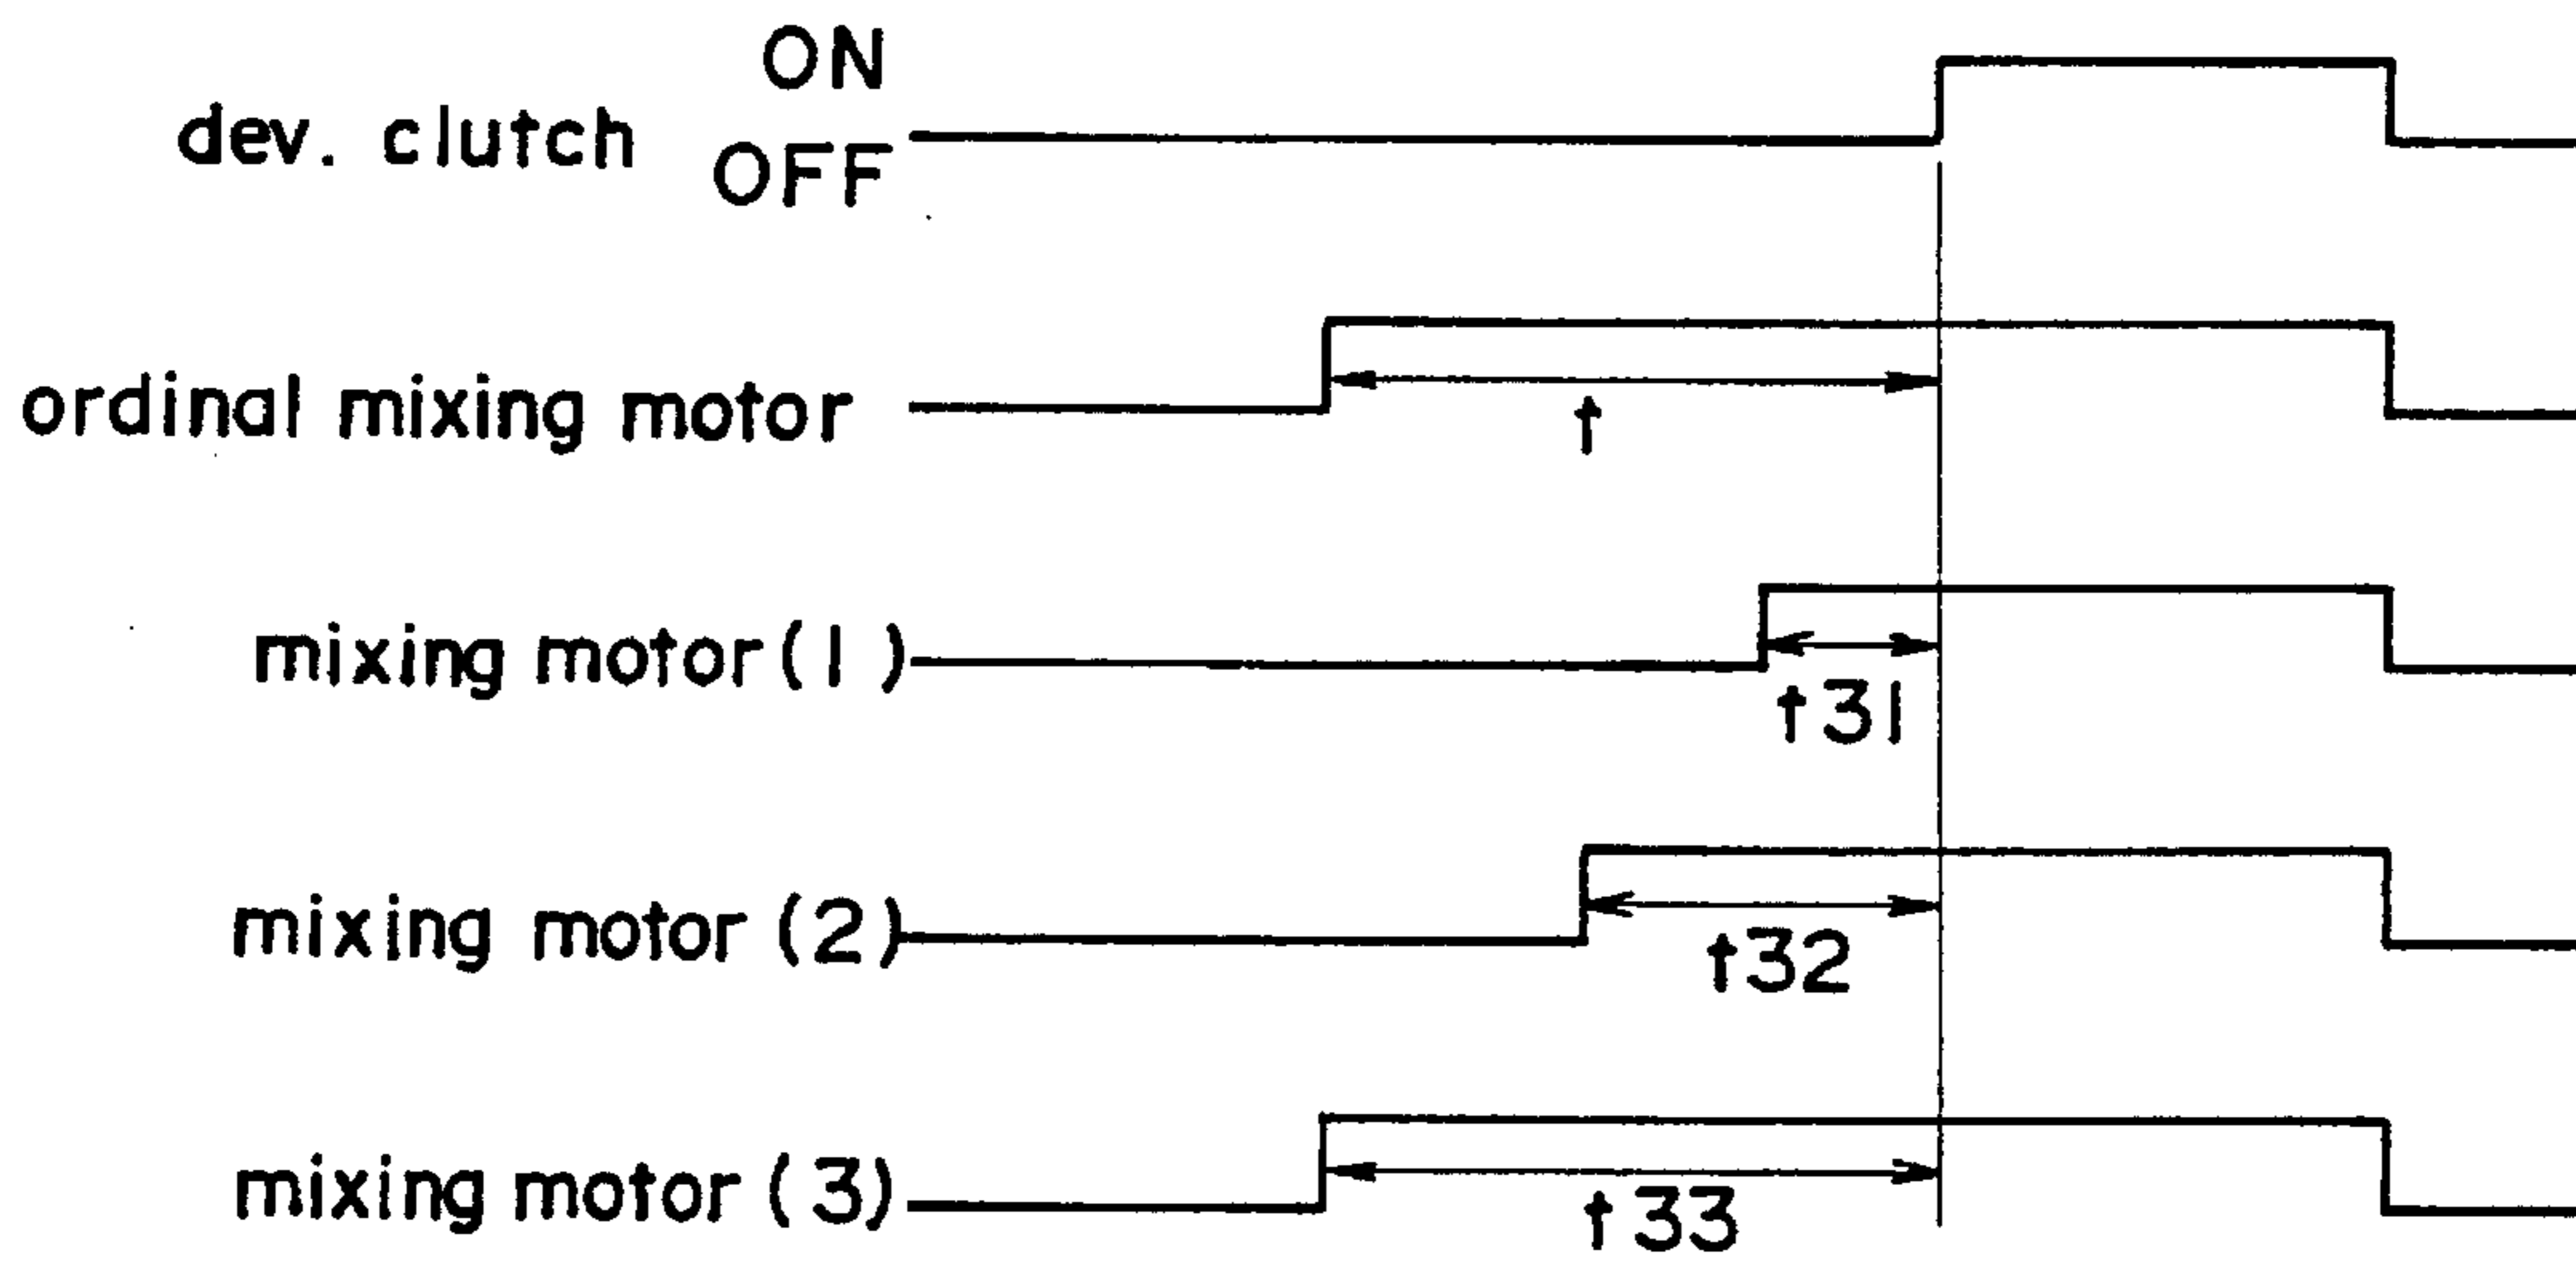 ON
dev. clutch
OFF
ordinal mixing motor
t
mixing motor (1)
t31
mixing motor (2)
t32
mixing motor (3)
t33